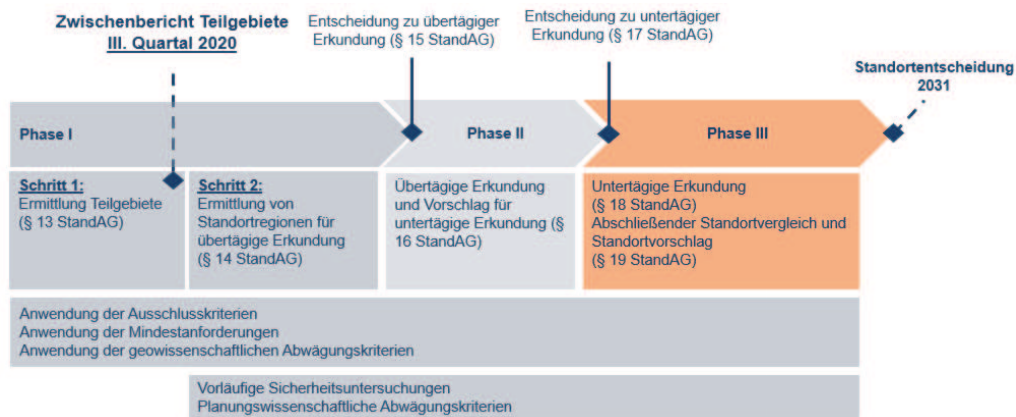 Zwischenbericht Teilgebiete
III. Quartal 2020
Entscheidung zu übertägiger
Erkundung (§ 15 StandAG)
Entscheidung zu untertägiger
Erkundung (§ 17 StandAG)
Standortentscheidung
2031
Phase I
Phase II
Phase III
Schritt 1:
Ermittlung Teilgebiete
(§ 13 StandAG)
Schritt 2:
Ermittlung von
Standortregionen für
übertägige Erkundung
(§ 14 StandAG)
Übertägige Erkundung
und Vorschlag für
untertägige Erkundung (§
16 StandAG)
Untertägige Erkundung
(§ 18 StandAG)
Abschließender Standortvergleich und
Standortvorschlag
(§ 19 StandAG)
Anwendung der Ausschlusskriterien
Anwendung der Mindestanforderungen
Anwendung der geowissenschaftlichen Abwägungskriterien
Vorläufige Sicherheitsuntersuchungen
Planungswissenschaftliche Abwägungskriterien